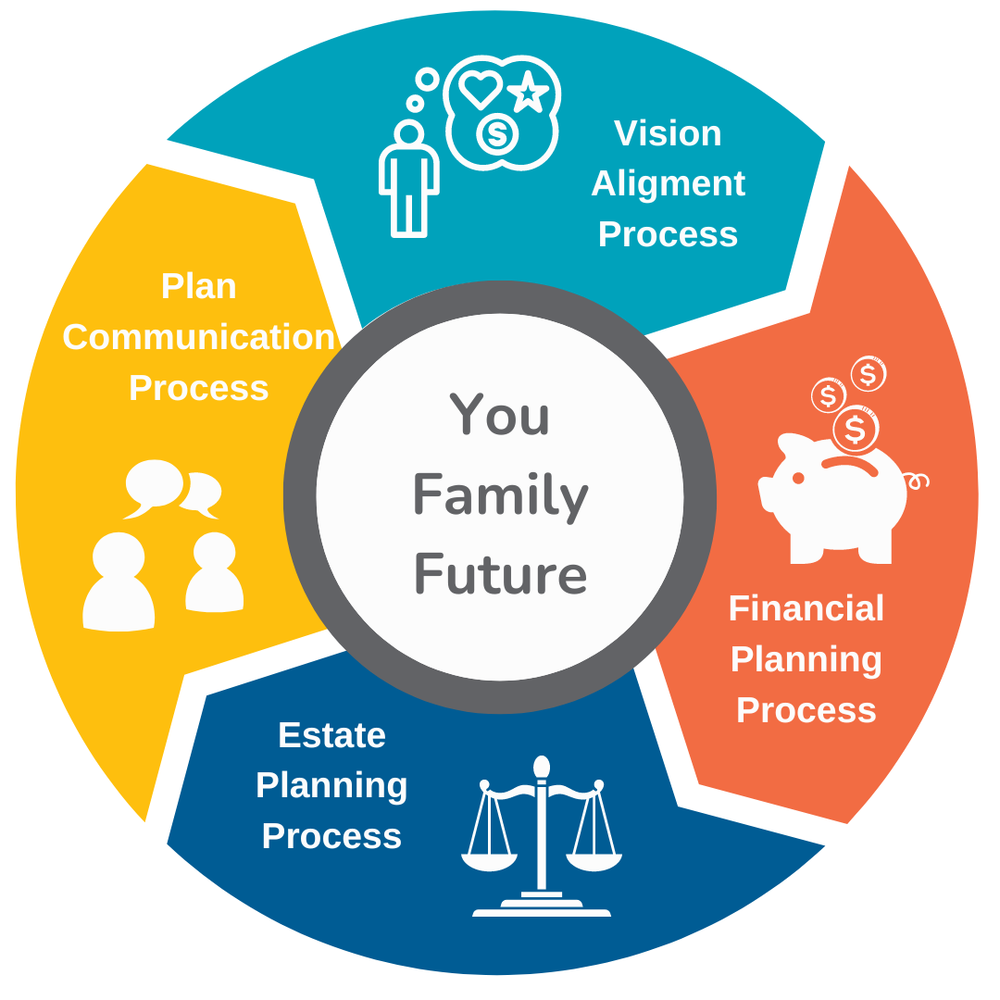 Vision
Aligment
Process
Plan
Communication
Process
You
Family
Future
Financial
Planning
Process
Estate
Planning
Process